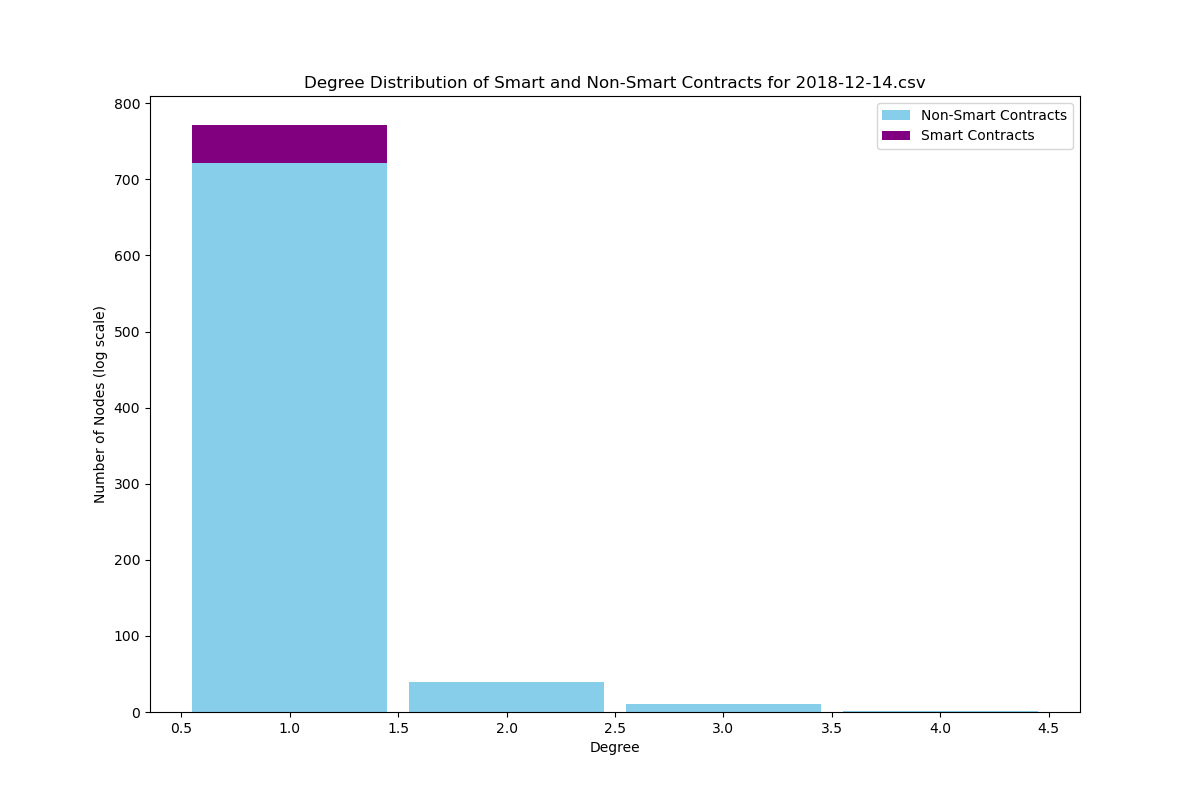 Degree Distribution of Smart and Non-Smart Contracts for 2018-12-14.csv
Non-Smart Contracts
Smart Contracts
Number of Nodes (log scale)
800
700
600
500
400
300
200
100
0
0.5 1.0 1.5 2.0 2.5 3.0 3.5 4.0 4.5
Degree